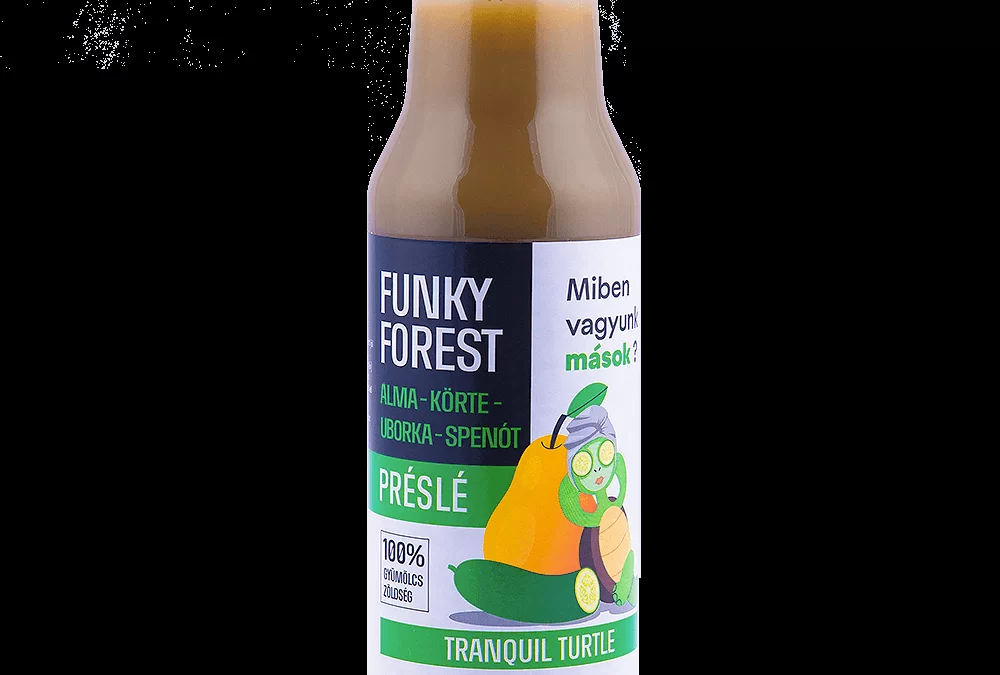 FUNKY
FOREST
ALMA - KÖRTE -
UBORKA - SPENÓT
PRÉSLÉ
100%
GYÜMÖLCS
ZÖLDSÉG
Miben
vagyunk
mások?
TRANQUIL TURTLE